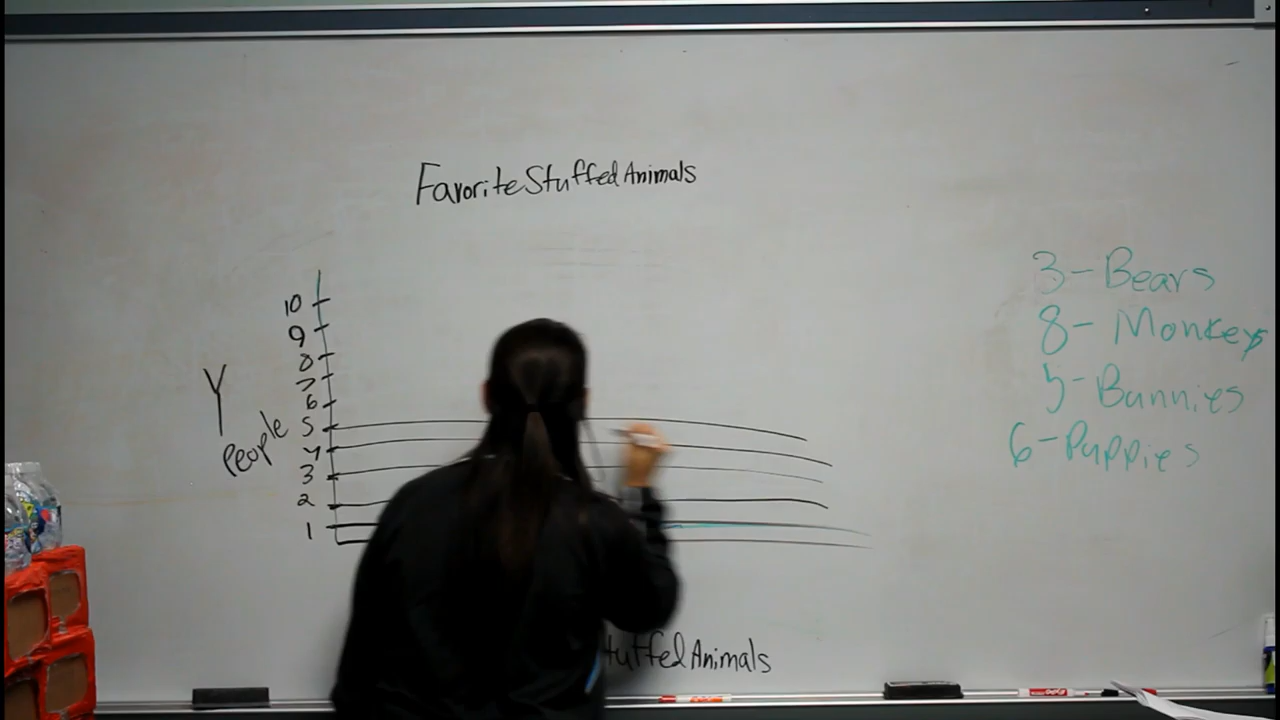 Favorite Stuffed Animals
10
9
8
7
6
5
4
3
2
1
Y
People
Animals
3- Bears
8- Monkeys
5- Bunnies
6- Puppies